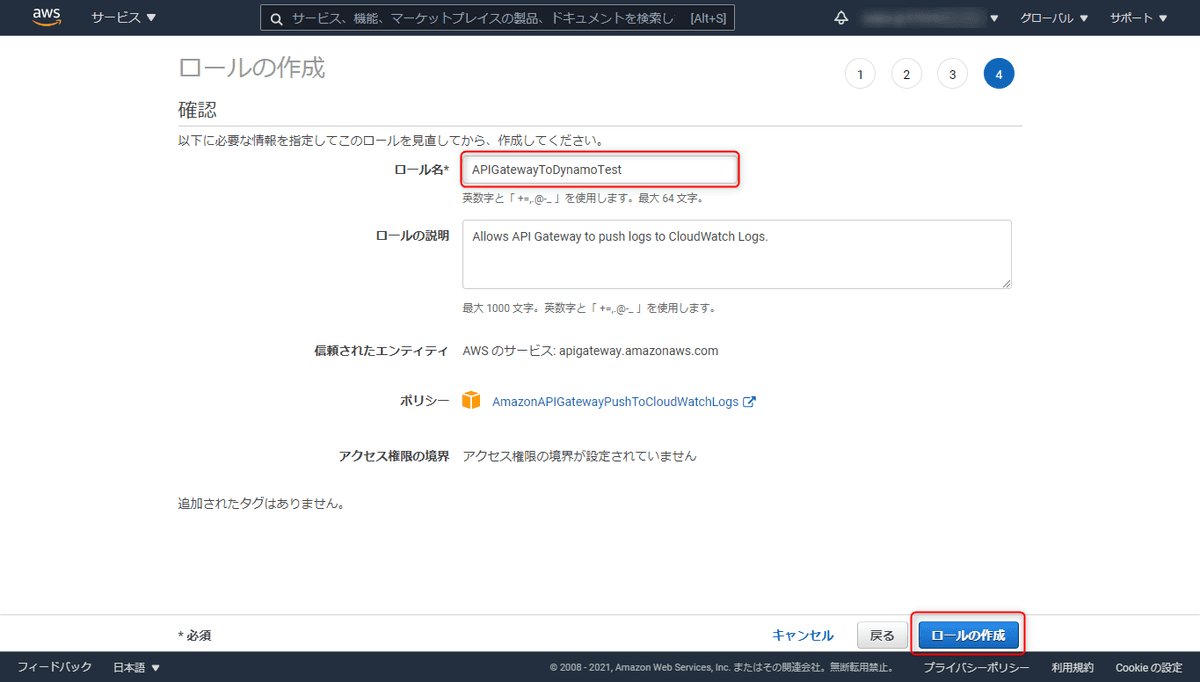 aws サービス サービス、機能、マーケットプレイスの製品、ドキュメントを検索し [Alt+S] グローバル サポート
ロールの作成 1 2 3 4
確認
以下に必要な情報を指定してこのロールを見直してから、作成してください。
ロール名* APIGatewayToDynamoTest
英数字と「 +=,.@-_ 」を使用します。最大 64 文字。
ロールの説明 Allows API Gateway to push logs to CloudWatch Logs.
最大 1000 文字。英数字と「 +=,.@-_ 」を使用します。
信頼されたエンティティ AWS のサービス: apigateway.amazonaws.com
ポリシー AmazonAPIGatewayPushToCloudWatchLogs
アクセス権限の境界 アクセス権限の境界が設定されていません
追加されたタグはありません。
* 必須 キャンセル 戻る ロールの作成
フィードバック 日本語 © 2008 - 2021, Amazon Web Services, Inc. またはその関連会社。無断転用禁止。 プライバシーポリシー 利用規約 Cookie の設定